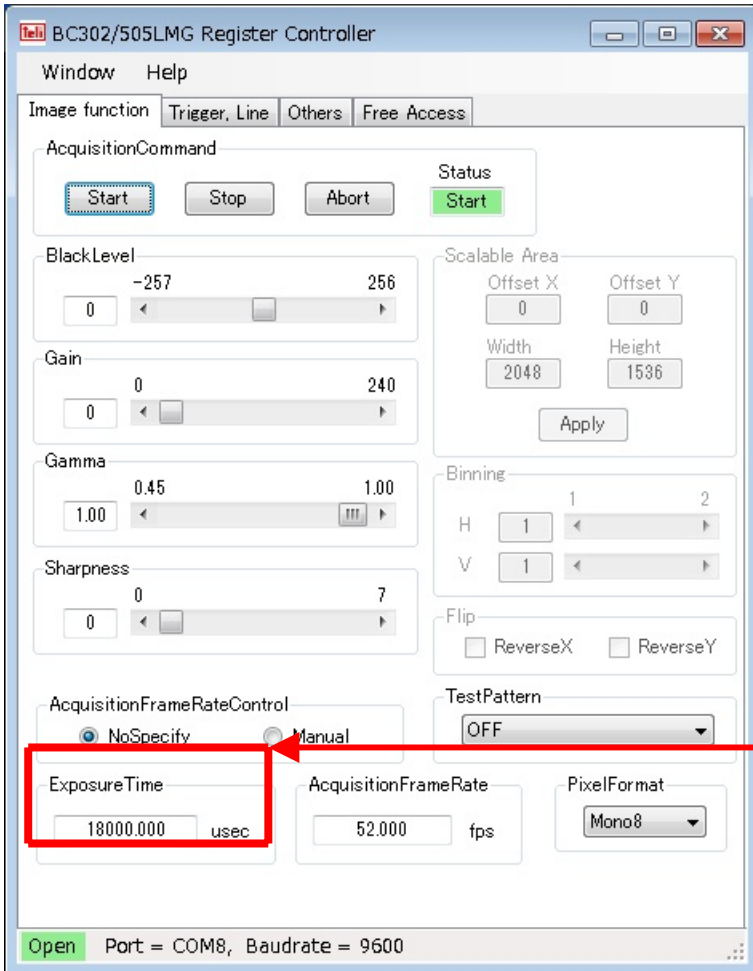 Teli BC302/505LMG Register Controller
Window Help
Image function Trigger, Line Others Free Access
AcquisitionCommand
Start Stop Abort
Status
Start
BlackLevel
-257 256
0
Gain
0 240
0
Gamma
0.45 1.00
1.00
Sharpness
0 7
0
Scalable Area
Offset X Offset Y
0 0
Width Height
2048 1536
Apply
Binning
1 2
H 1
V 1
Flip
ReverseX ReverseY
AcquisitionFrameRateControl
NoSpecify Manual
TestPattern
OFF
ExposureTime
18000.000 usec
AcquisitionFrameRate
52.000 fps
PixelFormat
Mono8
Open Port = COM8, Baudrate = 9600